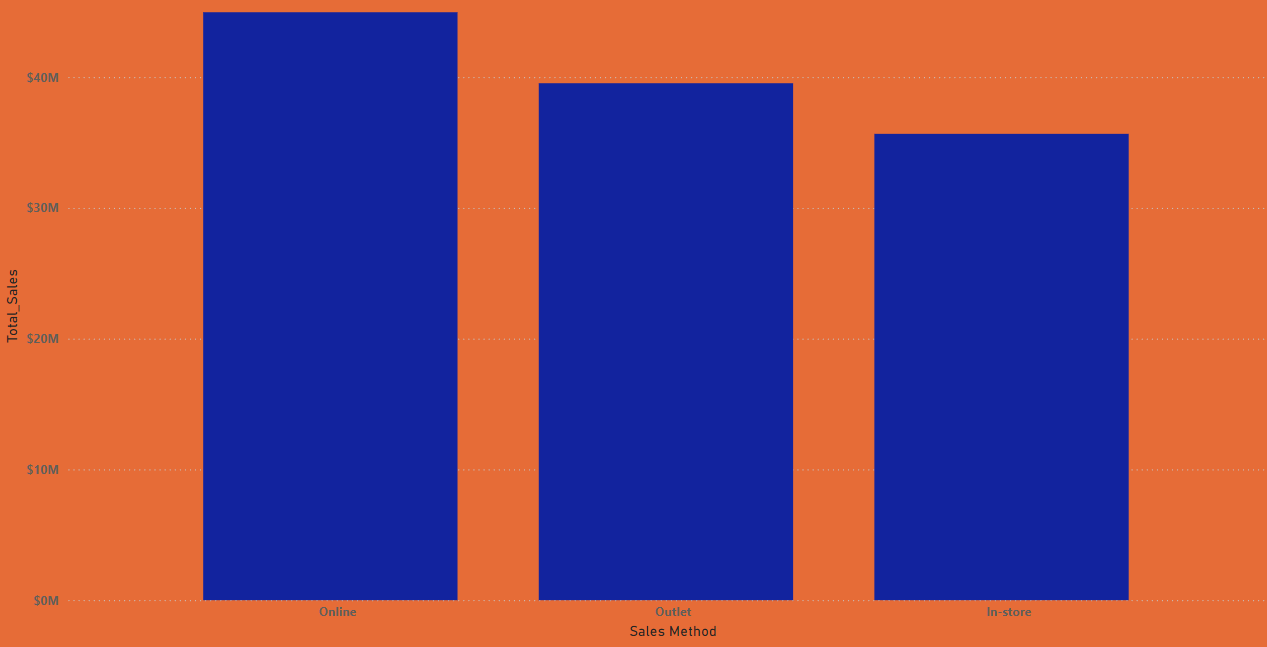 Total_Sales
$40M
$30M
$20M
$10M
$0M
Online
Outlet
In-store
Sales Method